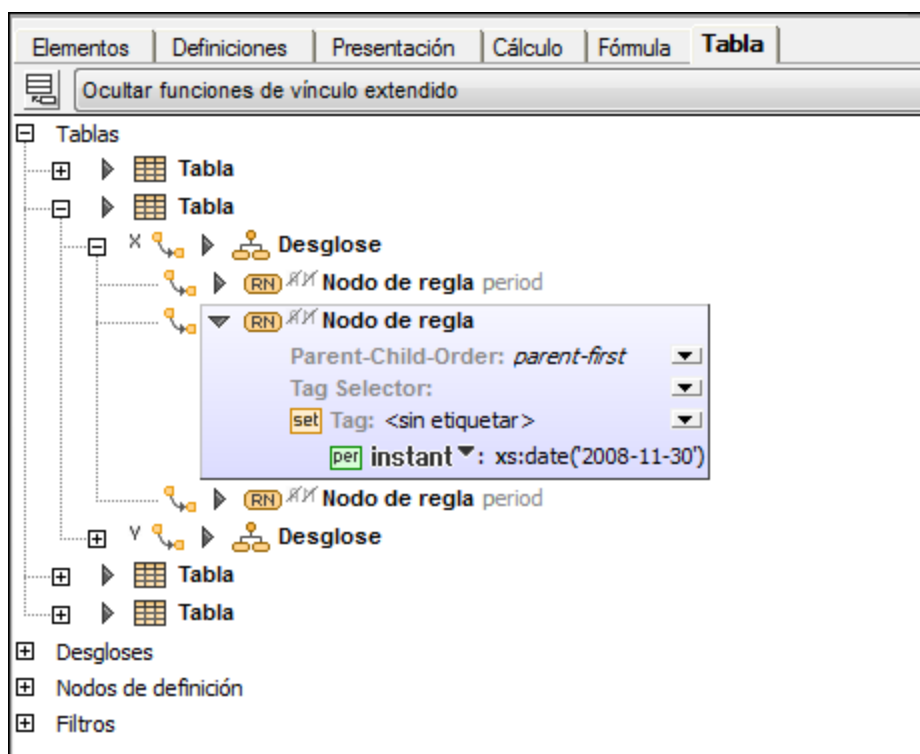 Elementos Definiciones Presentación Cálculo Fórmula Tabla
Ocultar funciones de vínculo extendido
Tablas
Tabla
Tabla
X Desglose
RN Nodo de regla period
RN Nodo de regla
Parent-Child-Order: parent-first
Tag Selector:
set Tag: <sin etiquetar>
per instant : xs:date('2008-11-30')
RN Nodo de regla period
Y Desglose
Tabla
Tabla
Desgloses
Nodos de definición
Filtros